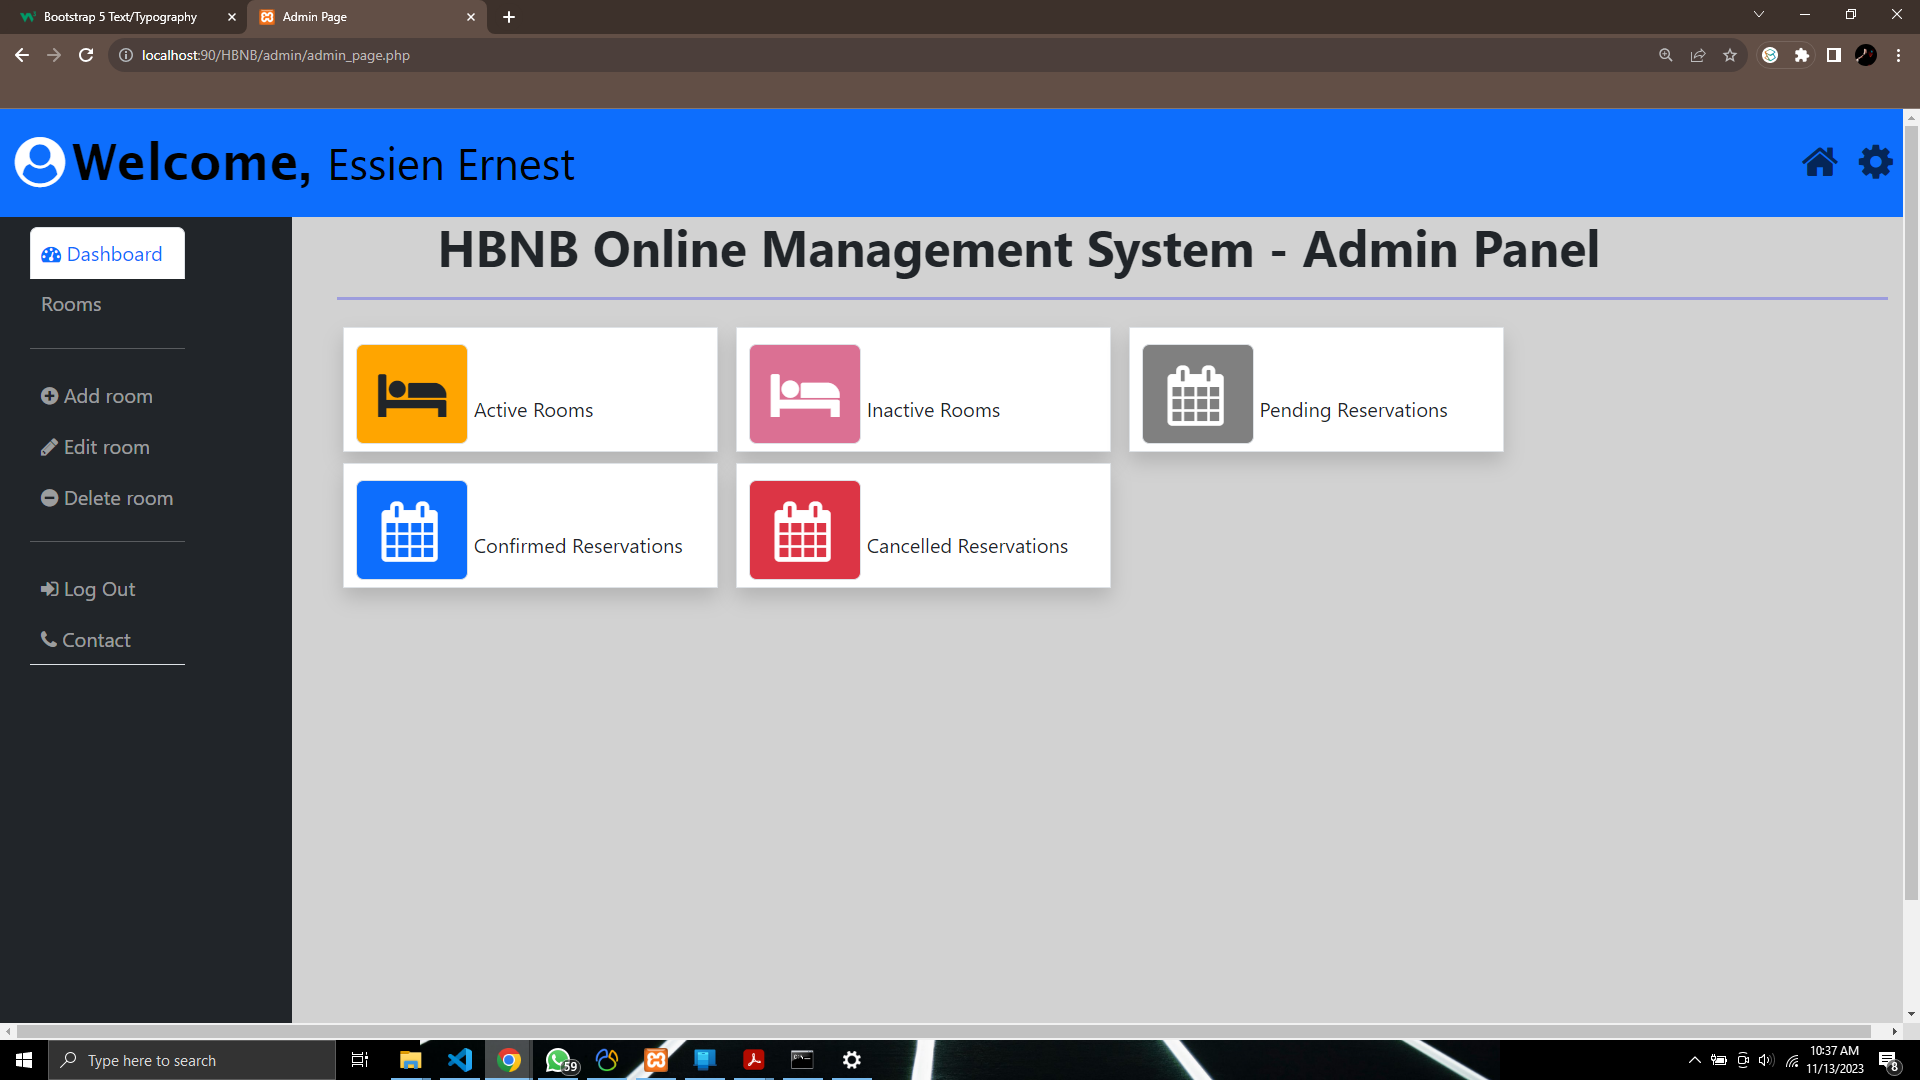 Bootstrap 5 Text/Typography
Admin Page
localhost:90/HBNB/admin/admin_page.php
Welcome, Essien Ernest
Dashboard
Rooms
Add room
Edit room
Delete room
Log Out
Contact
HBNB Online Management System - Admin Panel
Active Rooms
Inactive Rooms
Pending Reservations
Confirmed Reservations
Cancelled Reservations
Type here to search
59
10:37 AM
11/13/2023
8